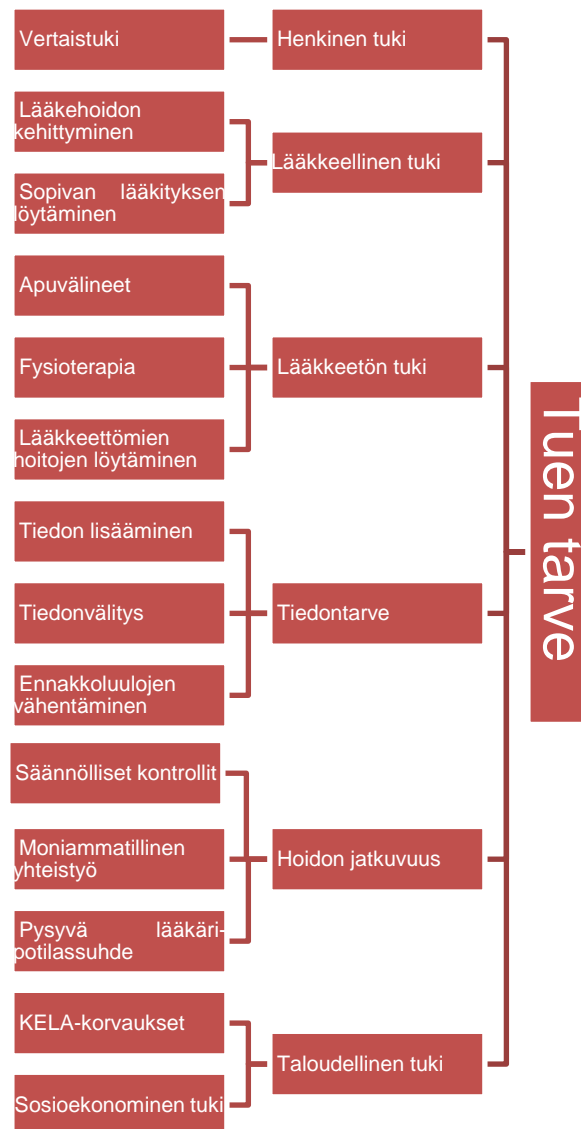 Vertaistuki
Henkinen tuki
Lääkehoidon
kehittyminen
Sopivan lääkityksen
löytäminen
Lääkkeellinen tuki
Apuvälineet
Fysioterapia
Lääkkeettömien
hoitojen löytäminen
Lääkkeetön tuki
Tiedon lisääminen
Tiedonvälitys
Ennakkoluulojen
vähentäminen
Tiedontarve
Säännölliset kontrollit
Moniammatillinen
yhteistyö
Pysyvä lääkäri-
potilassuhde
Hoidon jatkuvuus
KELA-korvaukset
Sosioekonominen tuki
Taloudellinen tuki
Tuen tarve